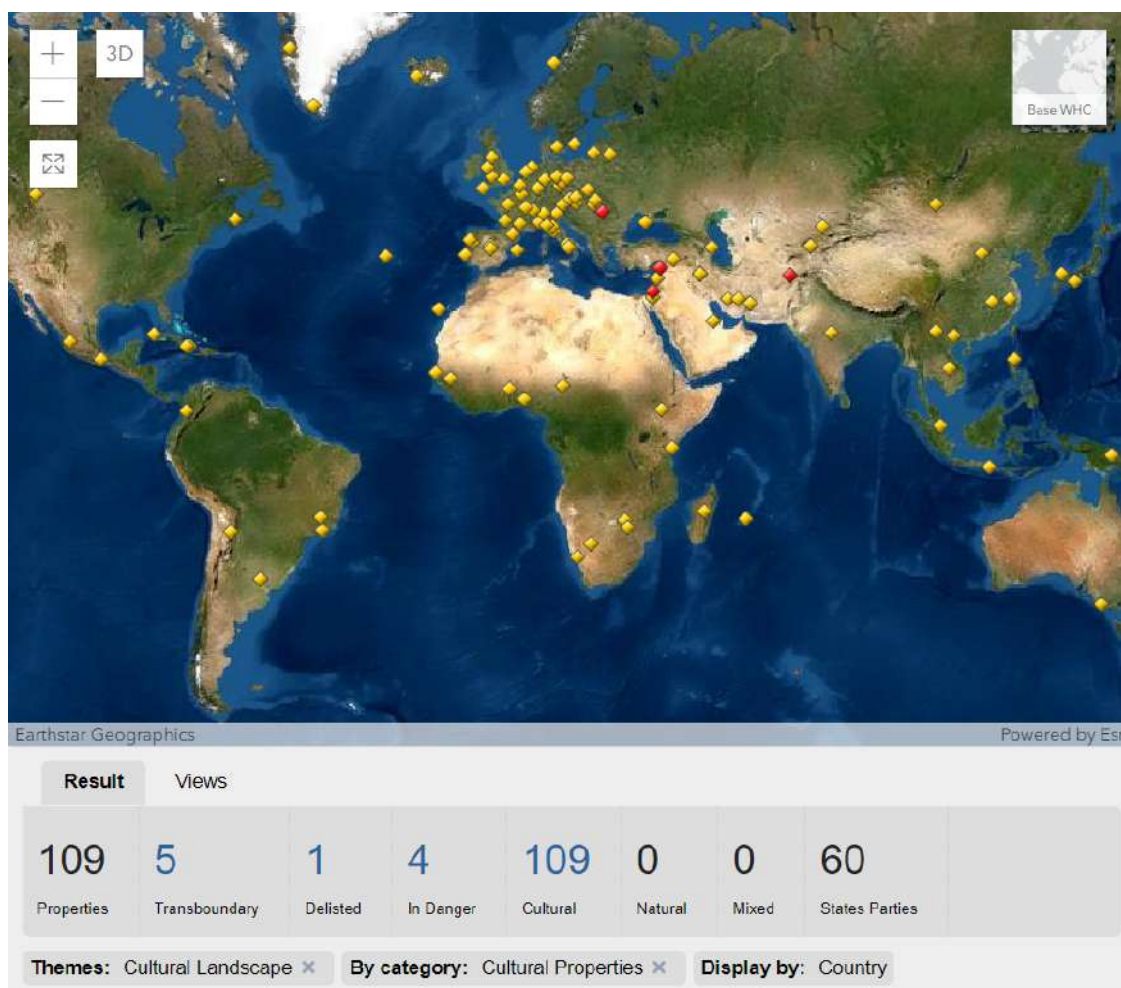 +
3D
Base WHC
—
Earthstar Geographics
Powered by Esr
Result Views
109 5 1 4 109 0 0 60
Properties Transboundary Delisted In Danger Cultural Natural Mixed States Parties
Themes: Cultural Landscape × By category: Cultural Properties × Display by: Country